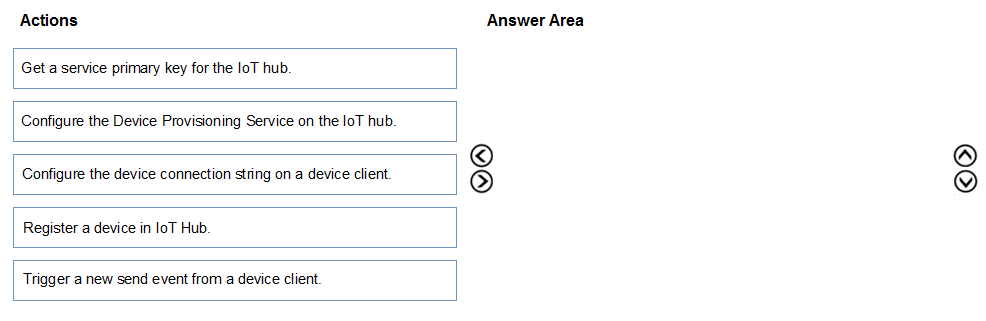 Actions
Answer Area
Get a service primary key for the IoT hub.
Configure the Device Provisioning Service on the IoT hub.
Configure the device connection string on a device client.
Register a device in IoT Hub.
Trigger a new send event from a device client.